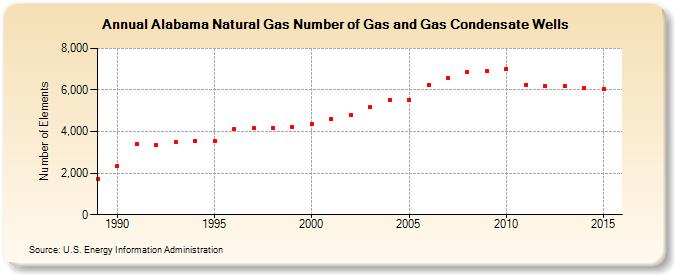 Annual Alabama Natural Gas Number of Gas and Gas Condensate Wells
Number of Elements
8,000
6,000
4,000
2,000
0
1990 1995 2000 2005 2010 2015
Source: U.S. Energy Information Administration